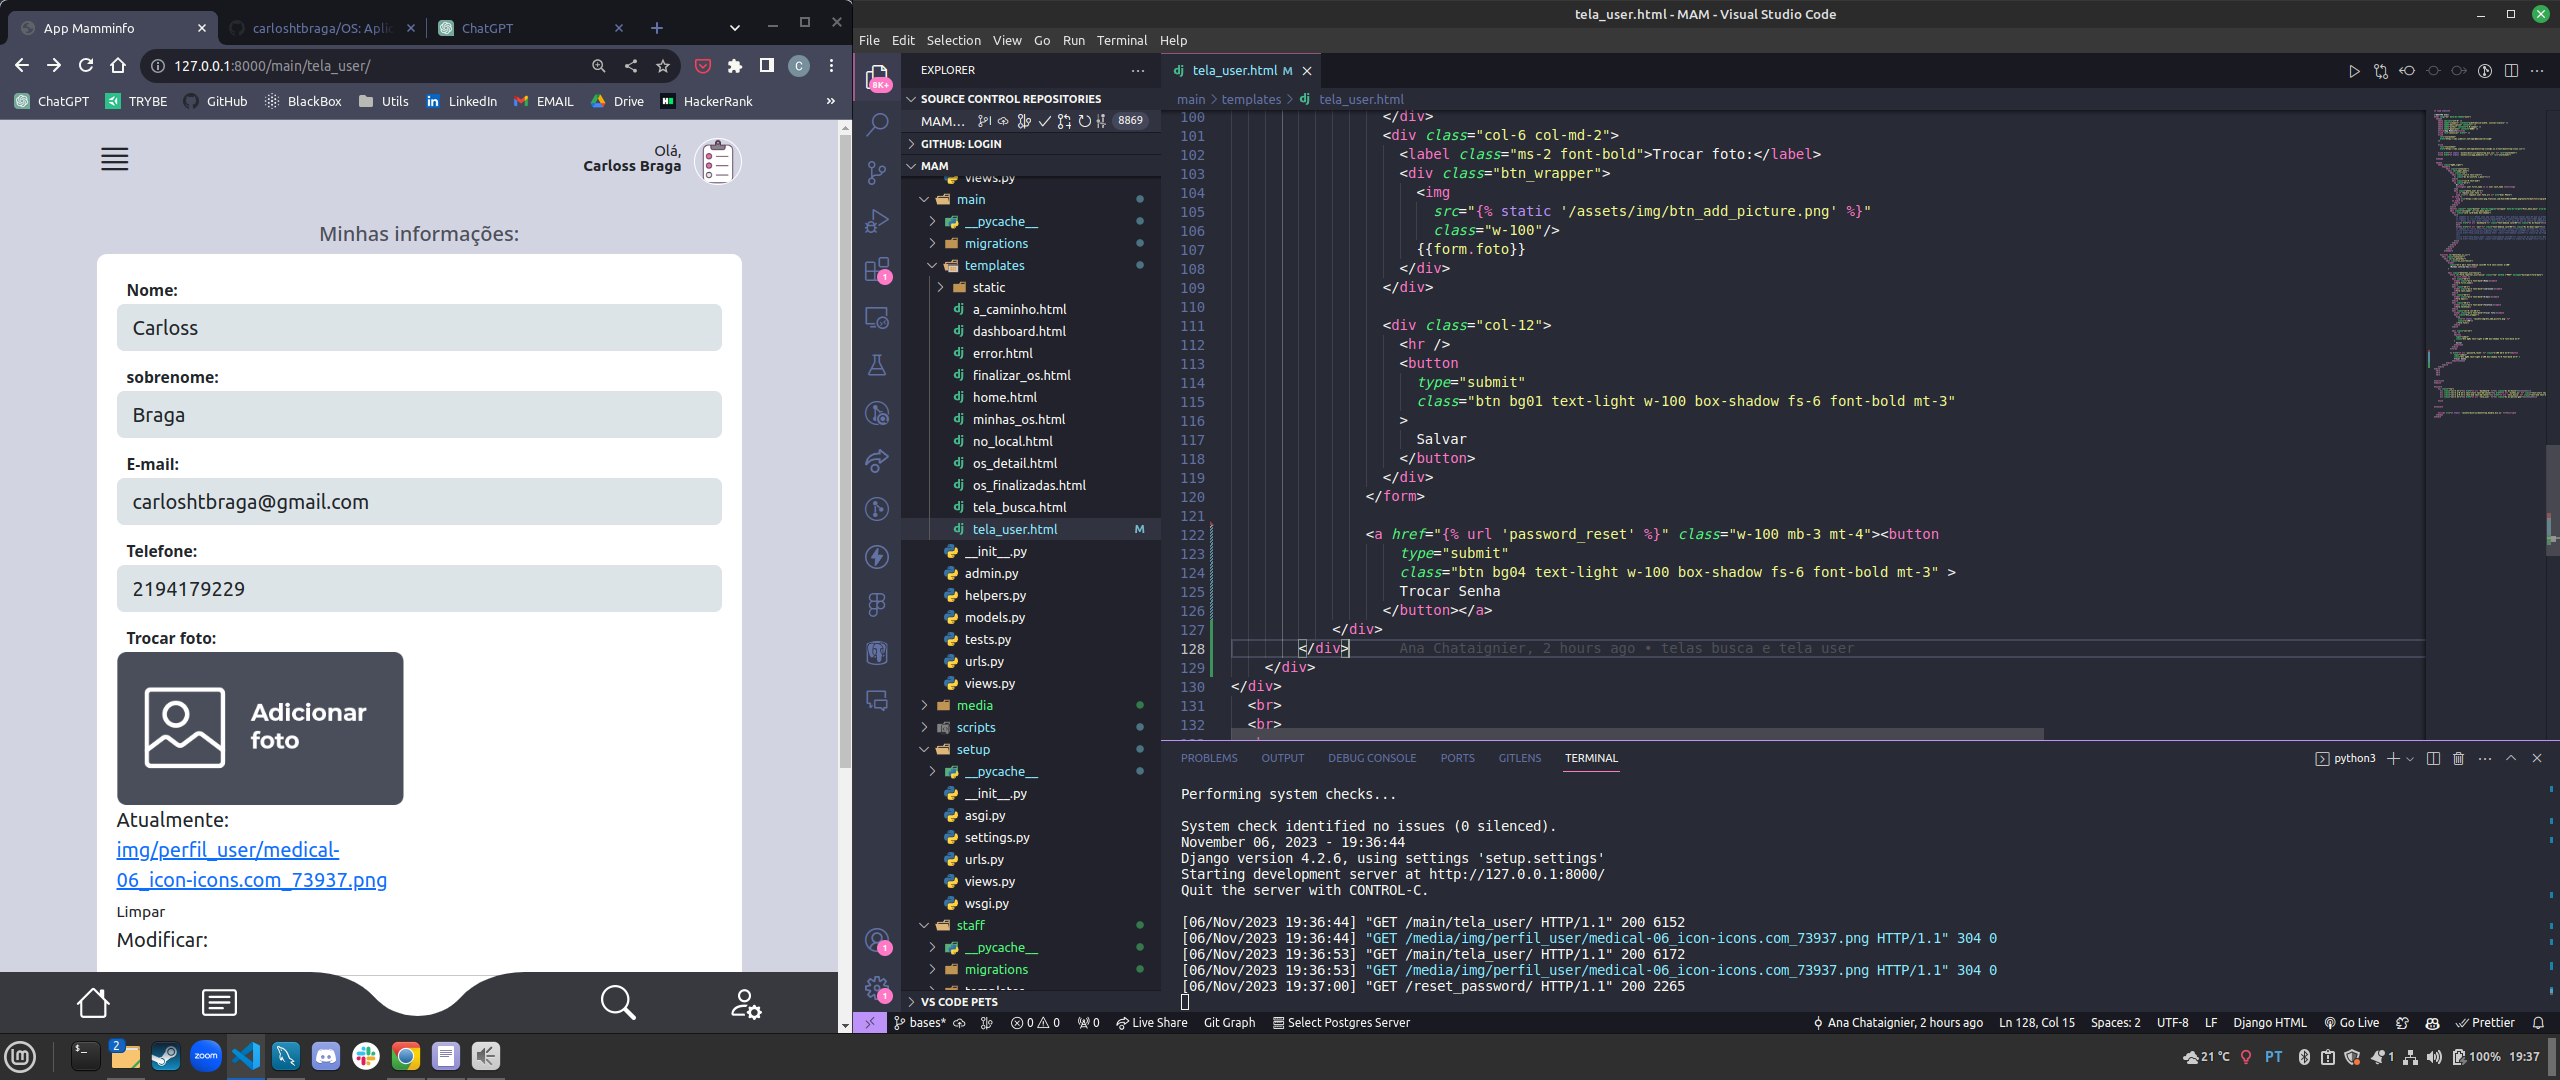 App Mamminfo
carloshtbraga/OS: Aplic
ChatGPT
127.0.0.1:8000/main/tela_user/
ChatGPT
TRYBE
GitHub
BlackBox
Utils
LinkedIn
EMAIL
Drive
HackerRank
»
Olá,
Carloss Braga
Minhas informações:
Nome:
Carloss
sobrenome:
Braga
E-mail:
carloshtbraga@gmail.com
Telefone:
2194179229
Trocar foto:
Adicionar
foto
Atualmente:
img/perfil_user/medical-
06_icon-icons.com_73937.png
Limpar
Modificar:
tela_user.html - MAM - Visual Studio Code
File Edit Selection View Go Run Terminal Help
EXPLORER
SOURCE CONTROL REPOSITORIES
MAM... 8869
GITHUB: LOGIN
MAM
views.py
main
__pycache__
migrations
templates
static
a_caminho.html
dashboard.html
error.html
finalizar_os.html
home.html
minhas_os.html
no_local.html
os_detail.html
os_finalizadas.html
tela_busca.html
tela_user.html M
__init__.py
admin.py
helpers.py
models.py
tests.py
urls.py
views.py
media
scripts
setup
__pycache__
__init__.py
asgi.py
settings.py
urls.py
views.py
wsgi.py
staff
__pycache__
migrations
VS CODE PETS
8K+
1
1
1
tela_user.html M
main > templates > tela_user.html
100 </div>
101 <div class="col-6 col-md-2">
102 <label class="ms-2 font-bold">Trocar foto:</label>
103 <div class="btn_wrapper">
104 <img
105 src="{% static '/assets/img/btn_add_picture.png' %}"
106 class="w-100"/>
107 {{form.foto}}
108 </div>
109 </div>
110
111 <div class="col-12">
112 <hr />
113 <button
114 type="submit"
115 class="btn bg01 text-light w-100 box-shadow fs-6 font-bold mt-3"
116 >
117 Salvar
118 </button>
119 </div>
120 </form>
121
122 <a href="{% url 'password_reset' %}" class="w-100 mb-3 mt-4"><button
123 type="submit"
124 class="btn bg04 text-light w-100 box-shadow fs-6 font-bold mt-3" >
125 Trocar Senha
126 </button></a>
127 </div>
128 </div> Ana Chataignier, 2 hours ago • telas busca e tela user
129 </div>
130 </div>
131 <br>
132 <br>
PROBLEMS OUTPUT DEBUG CONSOLE PORTS GITLENS TERMINAL
python3
Performing system checks...
System check identified no issues (0 silenced).
November 06, 2023 - 19:36:44
Django version 4.2.6, using settings 'setup.settings'
Starting development server at http://127.0.0.1:8000/
Quit the server with CONTROL-C.
[06/Nov/2023 19:36:44] "GET /main/tela_user/ HTTP/1.1" 200 6152
[06/Nov/2023 19:36:44] "GET /media/img/perfil_user/medical-06_icon-icons.com_73937.png HTTP/1.1" 304 0
[06/Nov/2023 19:36:53] "GET /main/tela_user/ HTTP/1.1" 200 6172
[06/Nov/2023 19:36:53] "GET /media/img/perfil_user/medical-06_icon-icons.com_73937.png HTTP/1.1" 304 0
[06/Nov/2023 19:37:00] "GET /reset_password/ HTTP/1.1" 200 2265
bases* 0 0 0 Live Share Git Graph Select Postgres Server
Ana Chataignier, 2 hours ago Ln 128, Col 15 Spaces: 2 UTF-8 LF Django HTML Go Live Prettier
2
zoom
21 °C PT 1 100% 19:37